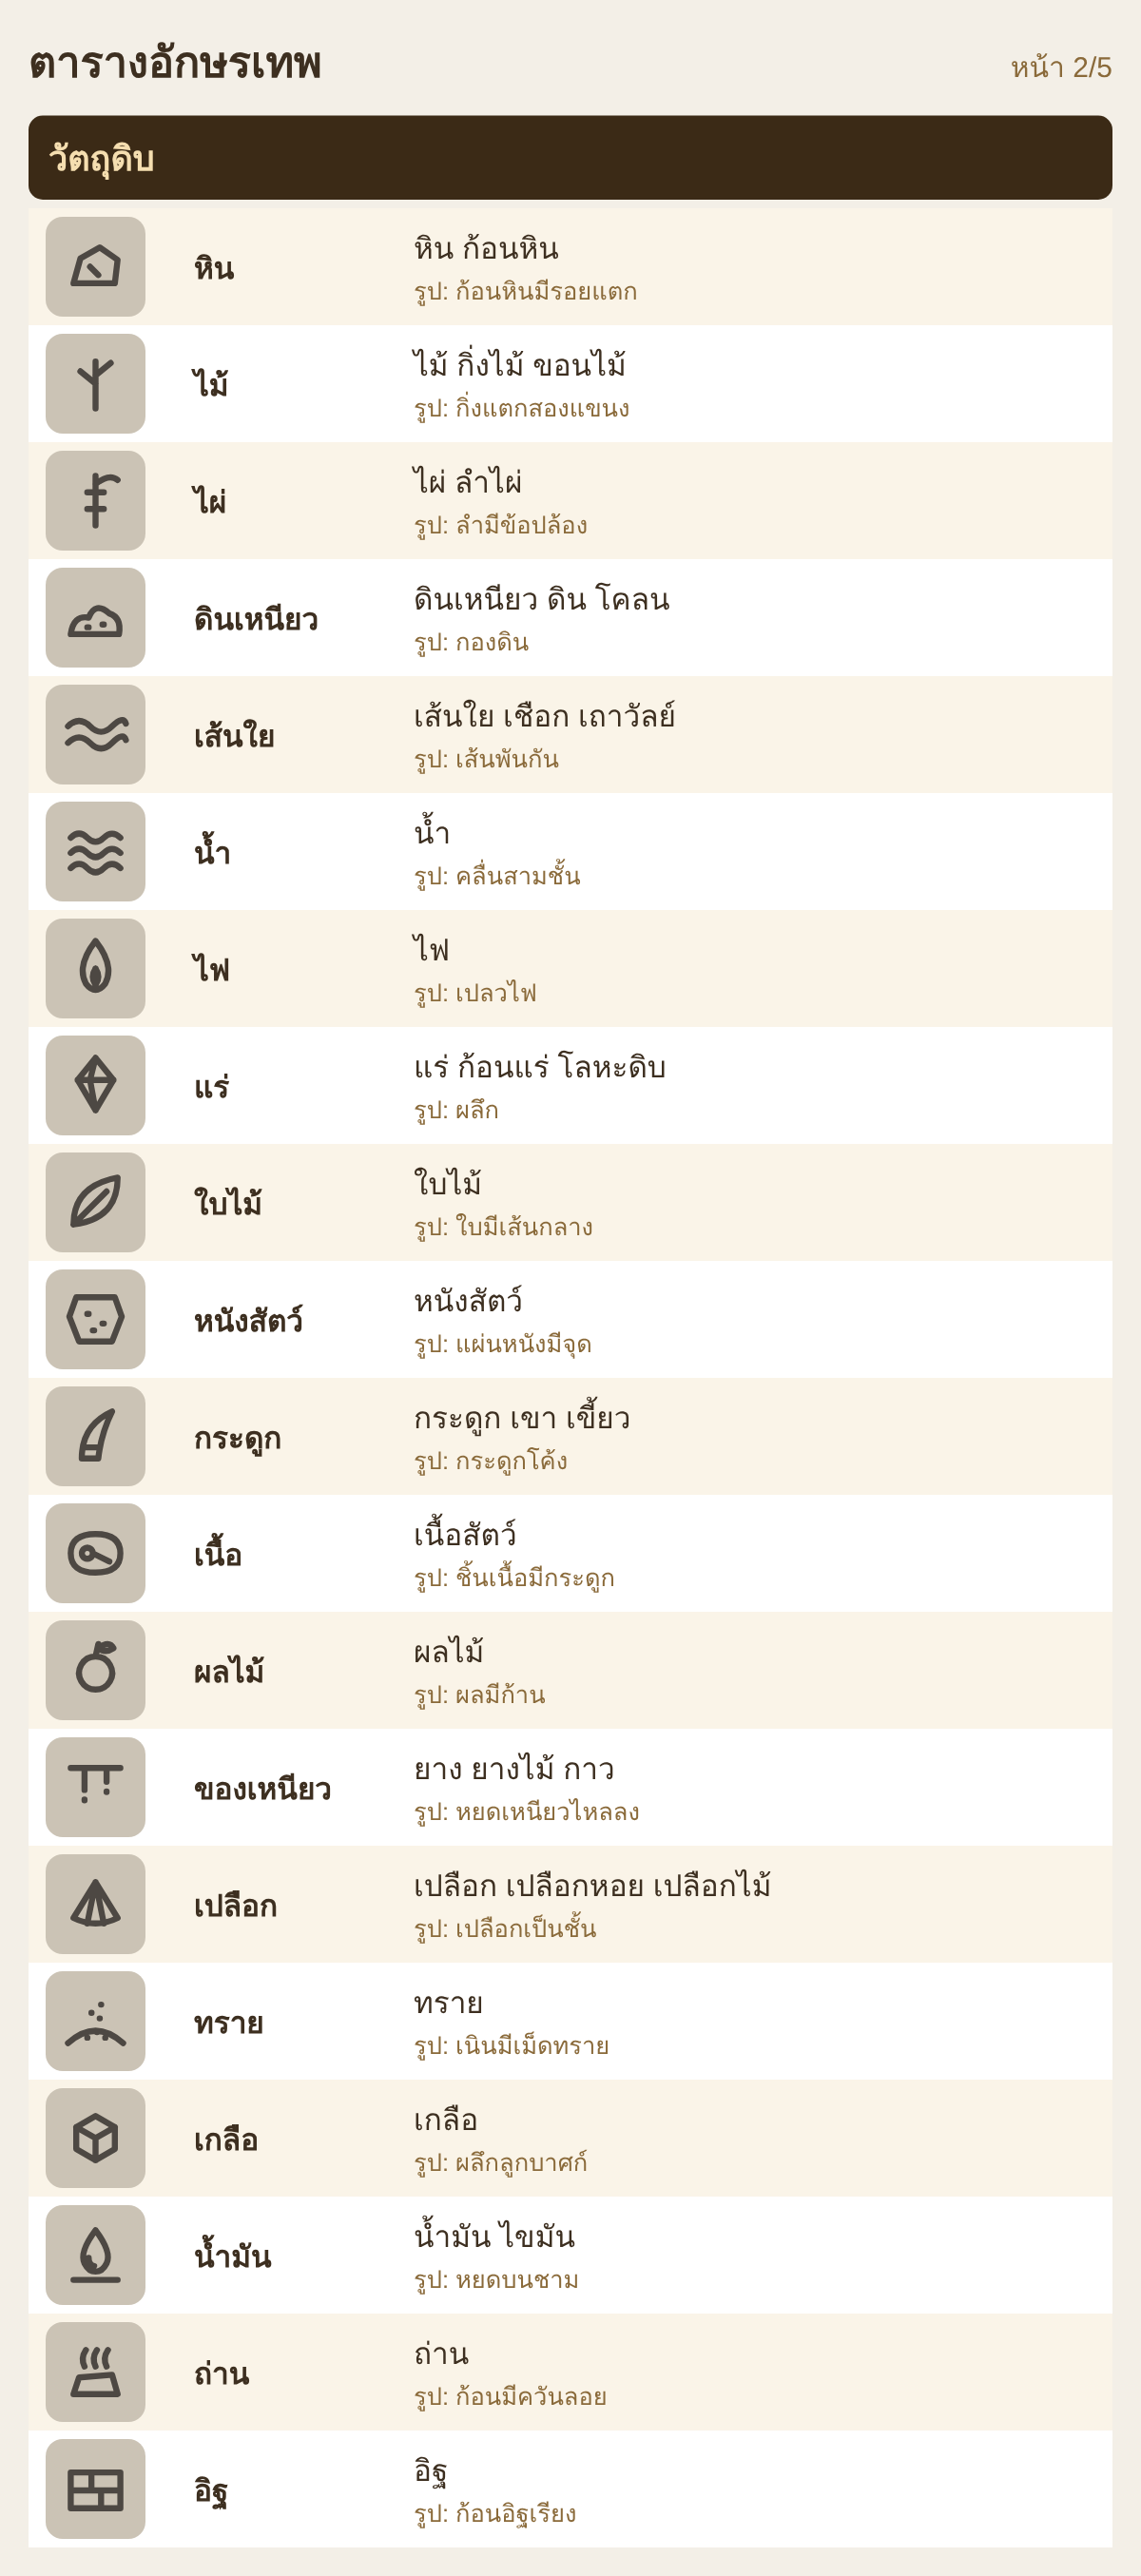 ตารางอักษรเทพ
หน้า 2/5
วัตถุดิบ
หิน
หิน ก้อนหิน
รูป: ก้อนหินมีรอยแตก
ไม้
ไม้ กิ่งไม้ ขอนไม้
รูป: กิ่งแตกสองแขนง
ไผ่
ไผ่ ลำไผ่
รูป: ลำมีข้อปล้อง
ดินเหนียว
ดินเหนียว ดิน โคลน
รูป: กองดิน
เส้นใย
เส้นใย เชือก เถาวัลย์
รูป: เส้นพันกัน
น้ำ
น้ำ
รูป: คลื่นสามชั้น
ไฟ
ไฟ
รูป: เปลวไฟ
แร่
แร่ ก้อนแร่ โลหะดิบ
รูป: ผลึก
ใบไม้
ใบไม้
รูป: ใบมีเส้นกลาง
หนังสัตว์
หนังสัตว์
รูป: แผ่นหนังมีจุด
กระดูก
กระดูก เขา เขี้ยว
รูป: กระดูกโค้ง
เนื้อ
เนื้อสัตว์
รูป: ชิ้นเนื้อมีกระดูก
ผลไม้
ผลไม้
รูป: ผลมีก้าน
ของเหนียว
ยาง ยางไม้ กาว
รูป: หยดเหนียวไหลลง
เปลือก
เปลือก เปลือกหอย เปลือกไม้
รูป: เปลือกเป็นชั้น
ทราย
ทราย
รูป: เนินมีเม็ดทราย
เกลือ
เกลือ
รูป: ผลึกลูกบาศก์
น้ำมัน
น้ำมัน ไขมัน
รูป: หยดบนชาม
ถ่าน
ถ่าน
รูป: ก้อนมีควันลอย
อิฐ
อิฐ
รูป: ก้อนอิฐเรียง